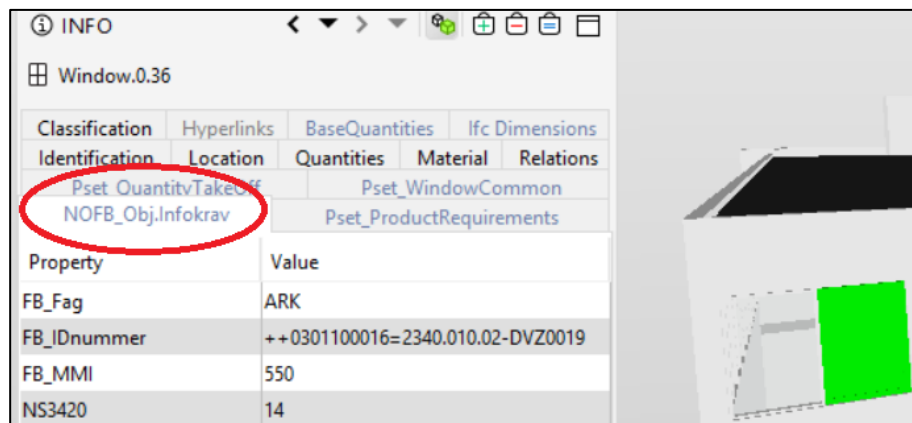 INFO
Window.0.36
Classification Hyperlinks BaseQuantities Ifc Dimensions
Identification Location Quantities Material Relations
Pset_QuantityTakeOff Pset_WindowCommon
NOFB_Obj.Infokrav Pset_ProductRequirements
Property Value
FB_Fag ARK
FB_IDnummer ++0301100016=2340.010.02-DVZ0019
FB_MMI 550
NS3420 14